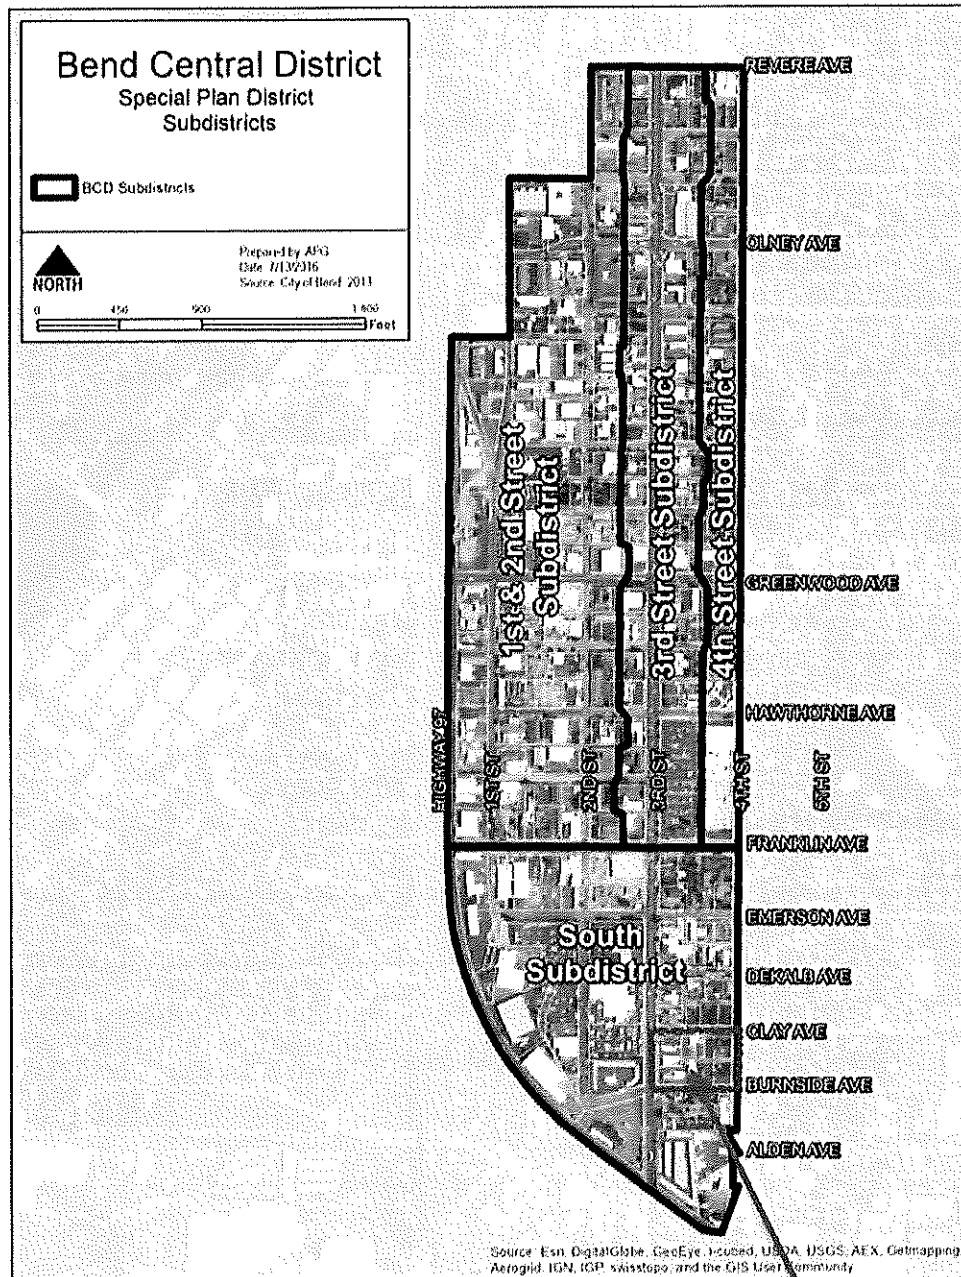 Bend Central District
Special Plan District
Subdistricts
BCD Subdistricts
NORTH
Prepared by APG
Date: 7/13/2016
Source: City of Bend 2013
0 450 900 1,800
Feet
REVERE AVE
OLNEY AVE
1st & 2nd Street
Subdistrict
3rd Street Subdistrict
4th Street Subdistrict
GREENWOOD AVE
HAWTHORNE AVE
HIGHWAY 97
1ST ST
2ND ST
3RD ST
4TH ST
5TH ST
FRANKLIN AVE
EMERSON AVE
South
Subdistrict
DEKALB AVE
CLAY AVE
BURNSIDE AVE
ALDEN AVE
Source: Esri, DigitalGlobe, GeoEye, i-cubed, USDA, USGS, AEX, Getmapping,
Aerogrid, IGN, IGP, swisstopo, and the GIS User Community